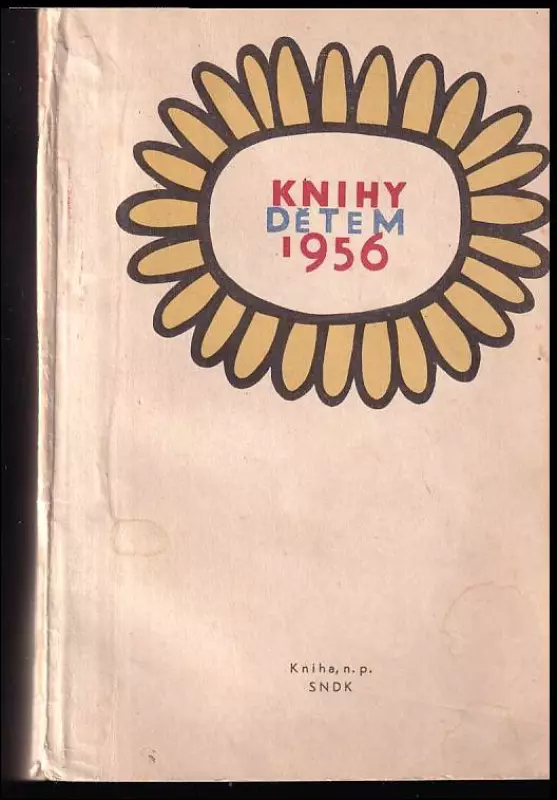 KNIHY
DĚTEM
1956
Kniha, n. p.
SNDK